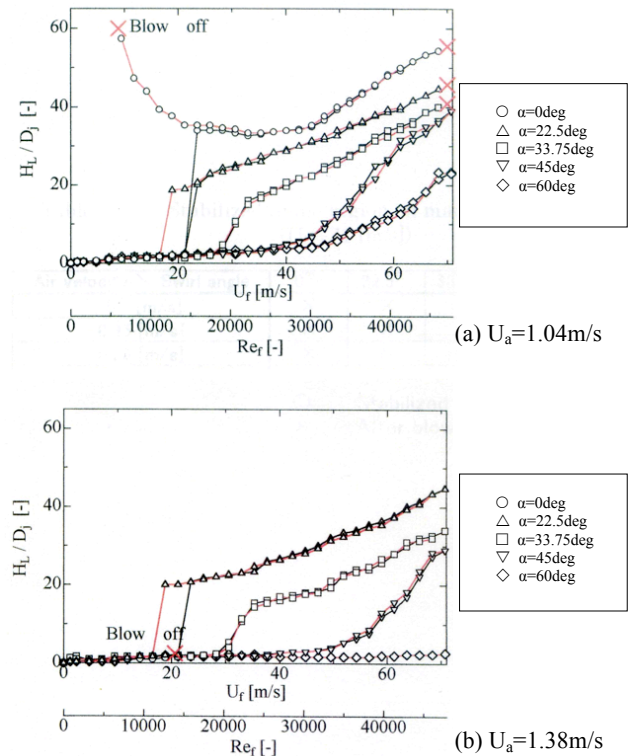 60
Blow off
40
20
0
H_L / D_j [-]
0 20 40 60
U_f [m/s]
0 10000 20000 30000 40000
Re_f [-]
α=0deg
α=22.5deg
α=33.75deg
α=45deg
α=60deg
(a) U_a=1.04m/s
60
40
20
0
H_L / D_j [-]
Blow off
0 20 40 60
U_f [m/s]
0 10000 20000 30000 40000
Re_f [-]
α=0deg
α=22.5deg
α=33.75deg
α=45deg
α=60deg
(b) U_a=1.38m/s